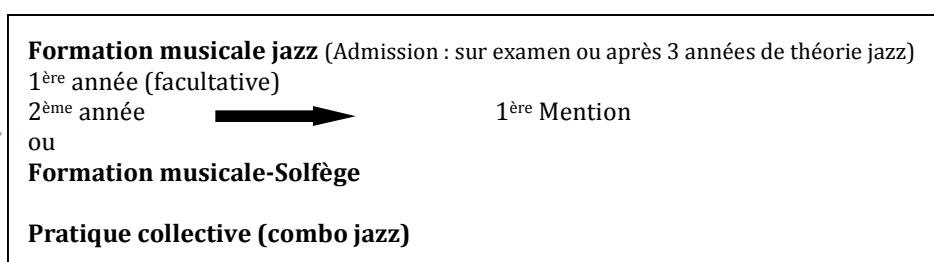 Formation musicale jazz (Admission : sur examen ou après 3 années de théorie jazz)
1ère année (facultative)
2ème année 1ère Mention
ou
Formation musicale-Solfège
Pratique collective (combo jazz)